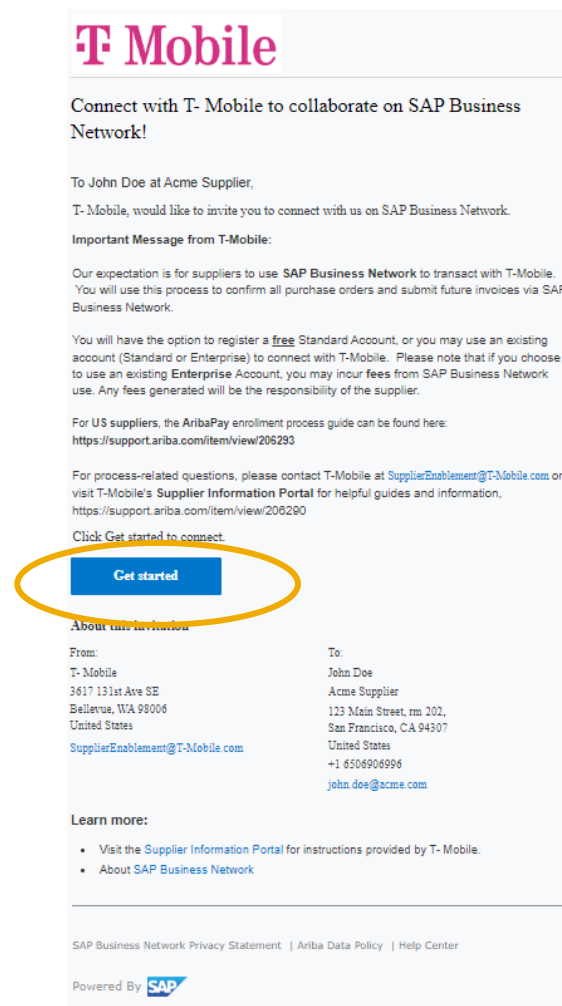 T Mobile
Connect with T- Mobile to collaborate on SAP Business
Network!
To John Doe at Acme Supplier,
T- Mobile, would like to invite you to connect with us on SAP Business Network.
Important Message from T-Mobile:
Our expectation is for suppliers to use SAP Business Network to transact with T-Mobile.
You will use this process to confirm all purchase orders and submit future invoices via SAP
Business Network.
You will have the option to register a free Standard Account, or you may use an existing
account (Standard or Enterprise) to connect with T-Mobile. Please note that if you choose
to use an existing Enterprise Account, you may incur fees from SAP Business Network
use. Any fees generated will be the responsibility of the supplier.
For US suppliers, the AribaPay enrollment process guide can be found here:
https://support.ariba.com/item/view/206293
For process-related questions, please contact T-Mobile at SupplierEnablement@T-Mobile.com or
visit T-Mobile's Supplier Information Portal for helpful guides and information,
https://support.ariba.com/item/view/206290
Click Get started to connect.
Get started
About this invitation
From:
T- Mobile
3617 131st Ave SE
Bellevue, WA 98006
United States
SupplierEnablement@T-Mobile.com
To:
John Doe
Acme Supplier
123 Main Street, rm 202,
San Francisco, CA 94307
United States
+1 6506906996
john.doe@acme.com
Learn more:
• Visit the Supplier Information Portal for instructions provided by T- Mobile.
• About SAP Business Network
SAP Business Network Privacy Statement | Ariba Data Policy | Help Center
Powered By SAP